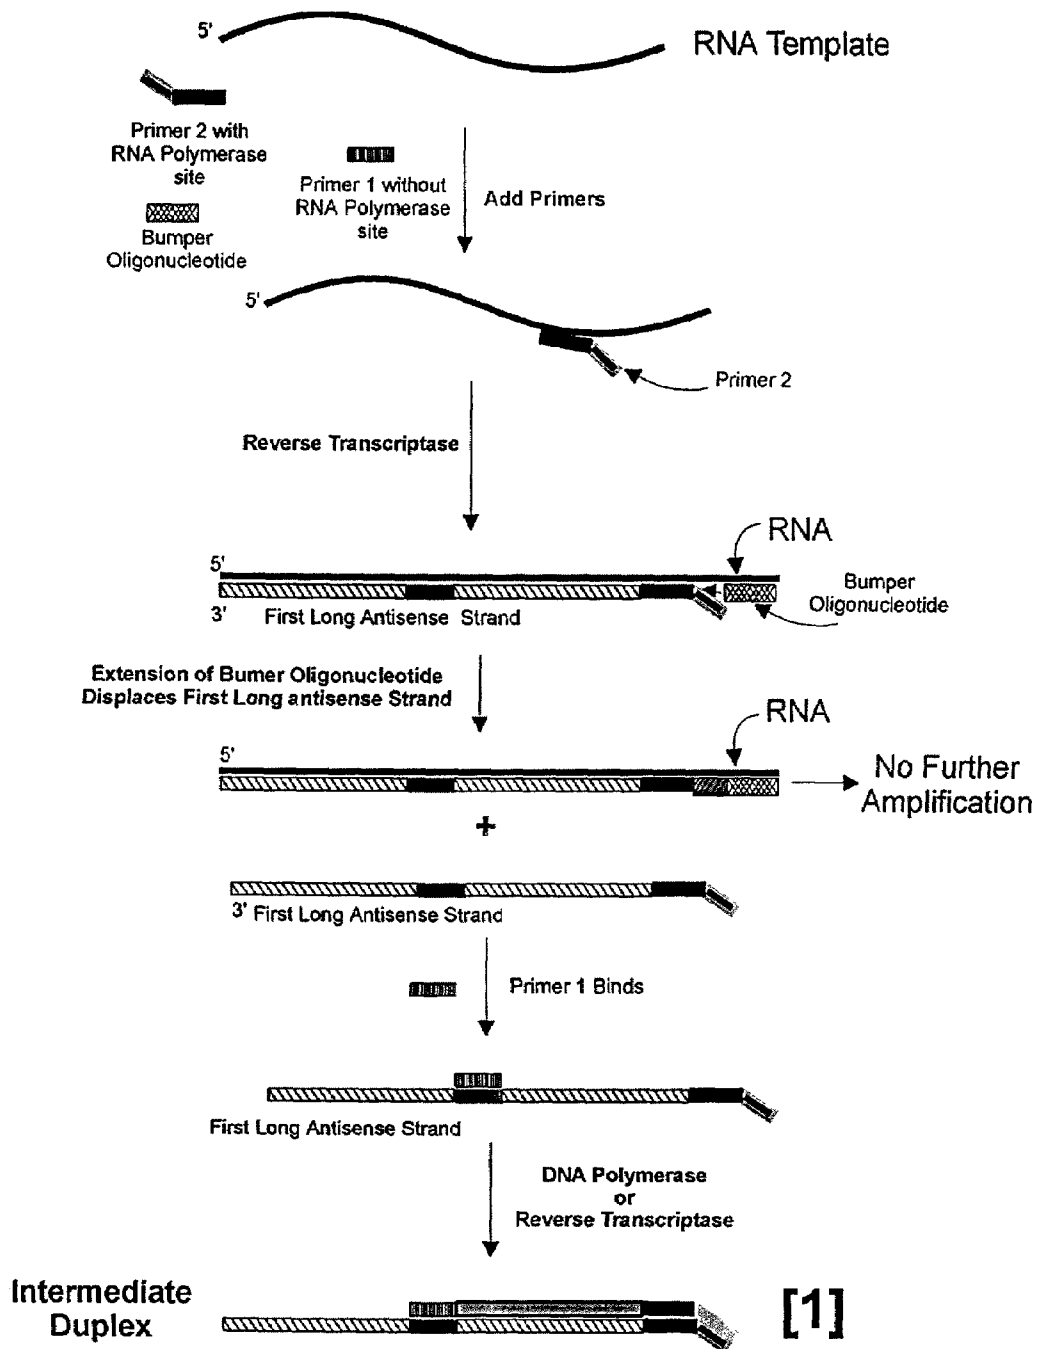 5'
RNA Template
Primer 2 with
RNA Polymerase
site
Primer 1 without
RNA Polymerase
site
Add Primers
Bumper
Oligonucleotide
5'
Primer 2
Reverse Transcriptase
RNA
5'
Bumper
Oligonucleotide
3'
First Long Antisense Strand
Extension of Bumer Oligonucleotide
Displaces First Long antisense Strand
RNA
5'
No Further
Amplification
+
3' First Long Antisense Strand
Primer 1 Binds
First Long Antisense Strand
DNA Polymerase
or
Reverse Transcriptase
Intermediate
Duplex
[1]